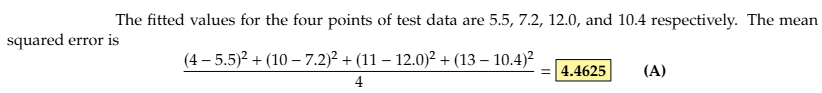 The fitted values for the four points of test data are 5.5, 7.2, 12.0, and 10.4 respectively. The mean
squared error is
(4 − 5.5)² + (10 − 7.2)² + (11 − 12.0)² + (13 − 10.4)²
4
= 4.4625 (A)